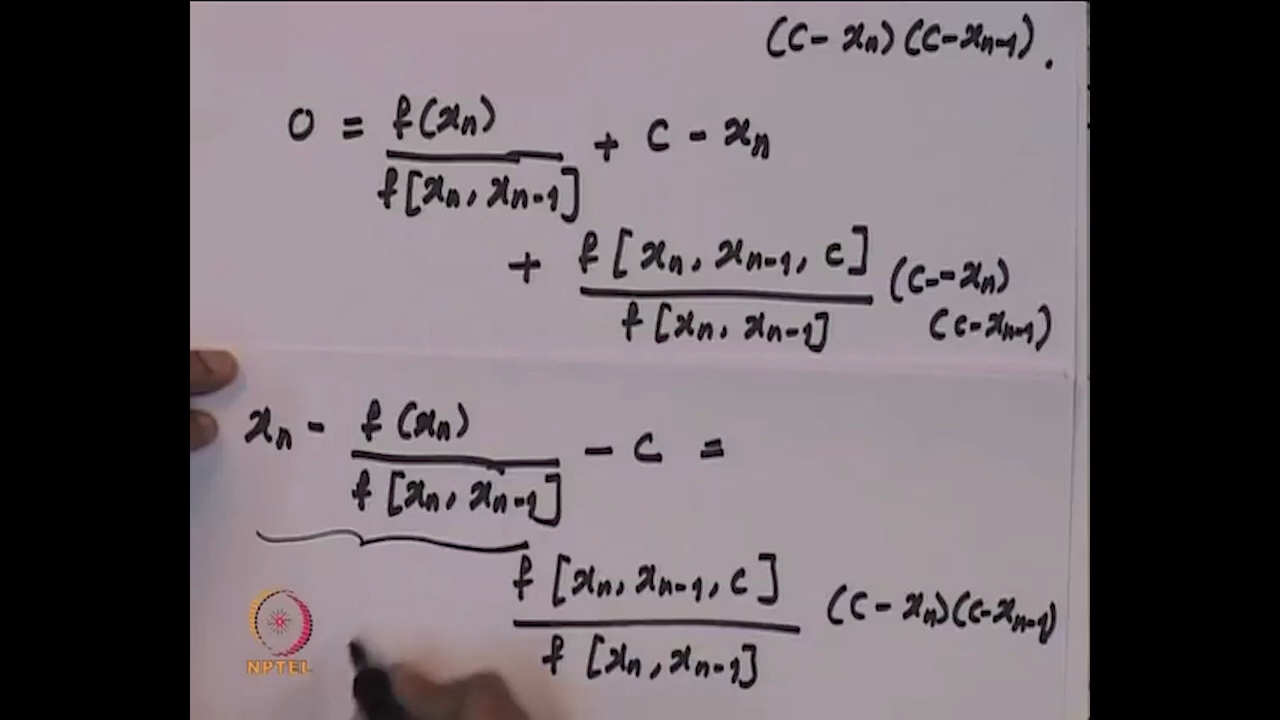 (c - xₙ) (c - xₙ₋₁).
0 = f(xₙ) / f[xₙ, xₙ₋₁] + c - xₙ
+ f[xₙ, xₙ₋₁, c] / f[xₙ, xₙ₋₁] (c - xₙ)
(c - xₙ₋₁)
xₙ - f(xₙ) / f[xₙ, xₙ₋₁] - c =
f[xₙ, xₙ₋₁, c] / f[xₙ, xₙ₋₁] (c - xₙ)(c - xₙ₋₁)
NPTEL